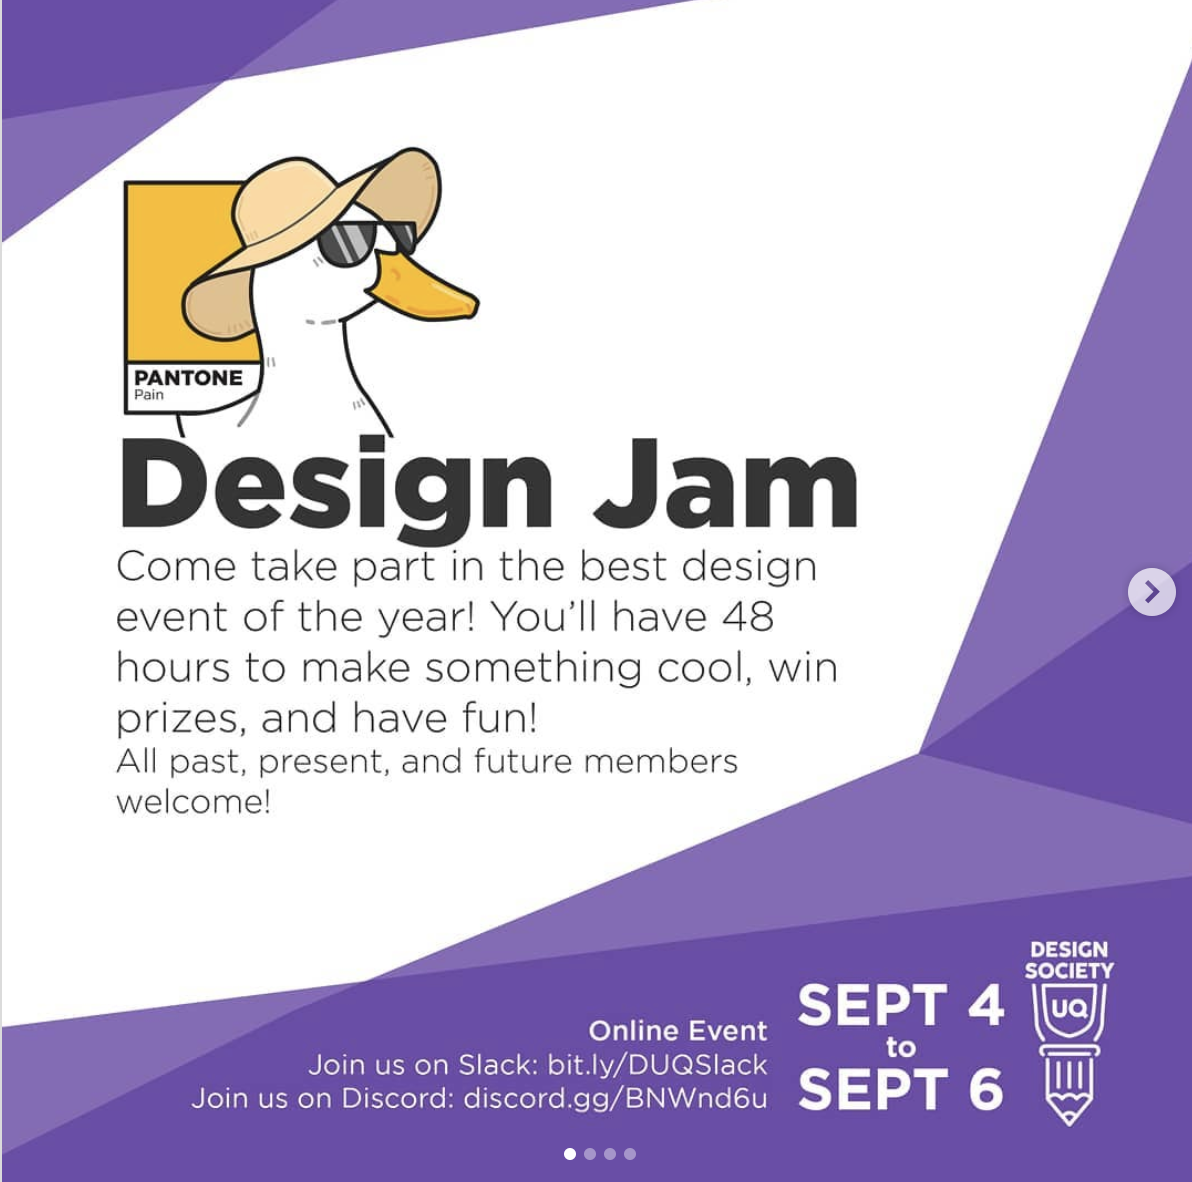 PANTONE
Pain
Design Jam
Come take part in the best design
event of the year! You’ll have 48
hours to make something cool, win
prizes, and have fun!
All past, present, and future members
welcome!
Online Event
Join us on Slack: bit.ly/DUQSlack
Join us on Discord: discord.gg/BNWnd6u
SEPT 4
to
SEPT 6
DESIGN
SOCIETY
UQ